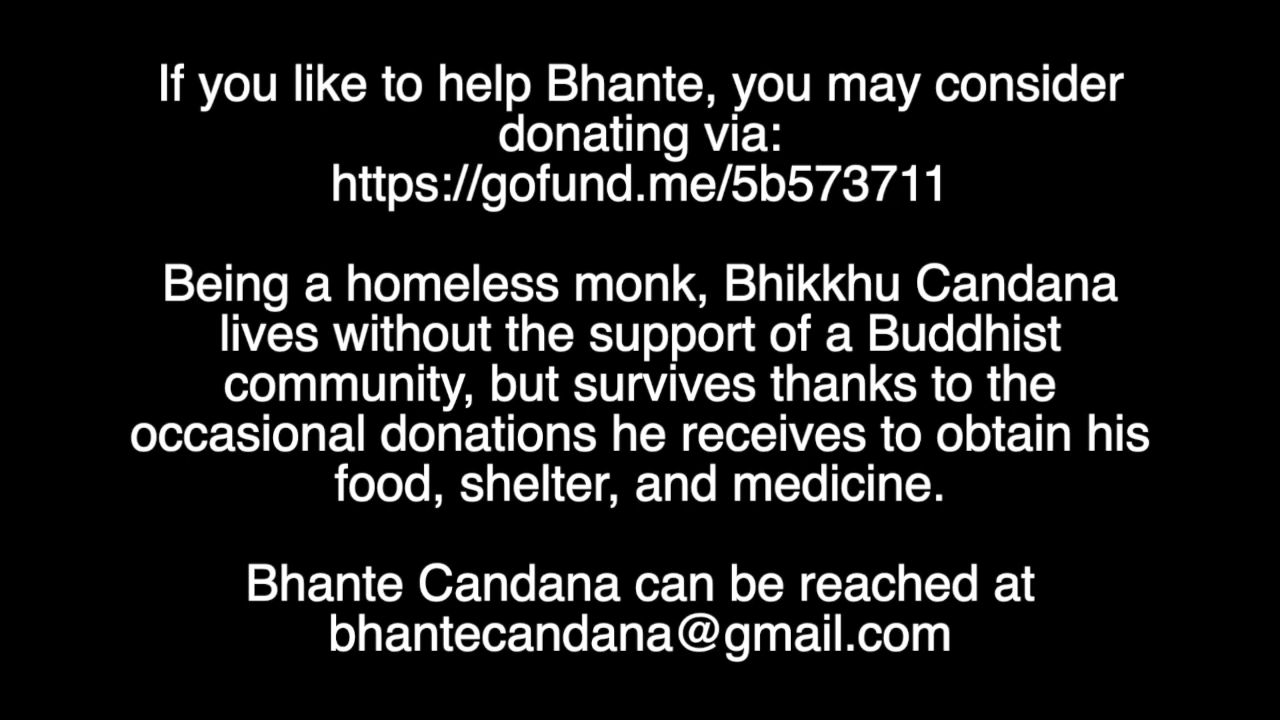 If you like to help Bhante, you may consider
donating via:
https://gofund.me/5b573711
Being a homeless monk, Bhikkhu Candana
lives without the support of a Buddhist
community, but survives thanks to the
occasional donations he receives to obtain his
food, shelter, and medicine.
Bhante Candana can be reached at
bhantecandana@gmail.com